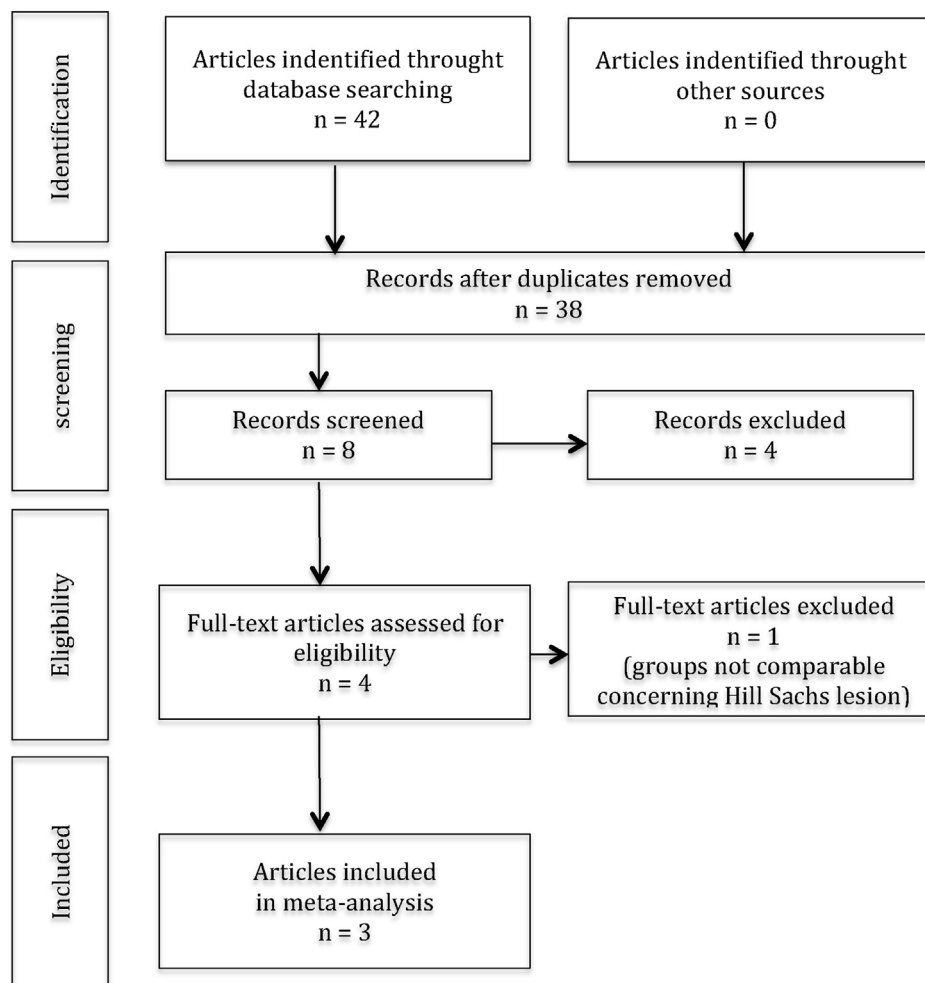 Identification
Articles indentified throught
database searching
n = 42
Articles indentified throught
other sources
n = 0
screening
Records after duplicates removed
n = 38
Records screened
n = 8
Records excluded
n = 4
Eligibility
Full-text articles assessed for
eligibility
n = 4
Full-text articles excluded
n = 1
(groups not comparable
concerning Hill Sachs lesion)
Included
Articles included
in meta-analysis
n = 3